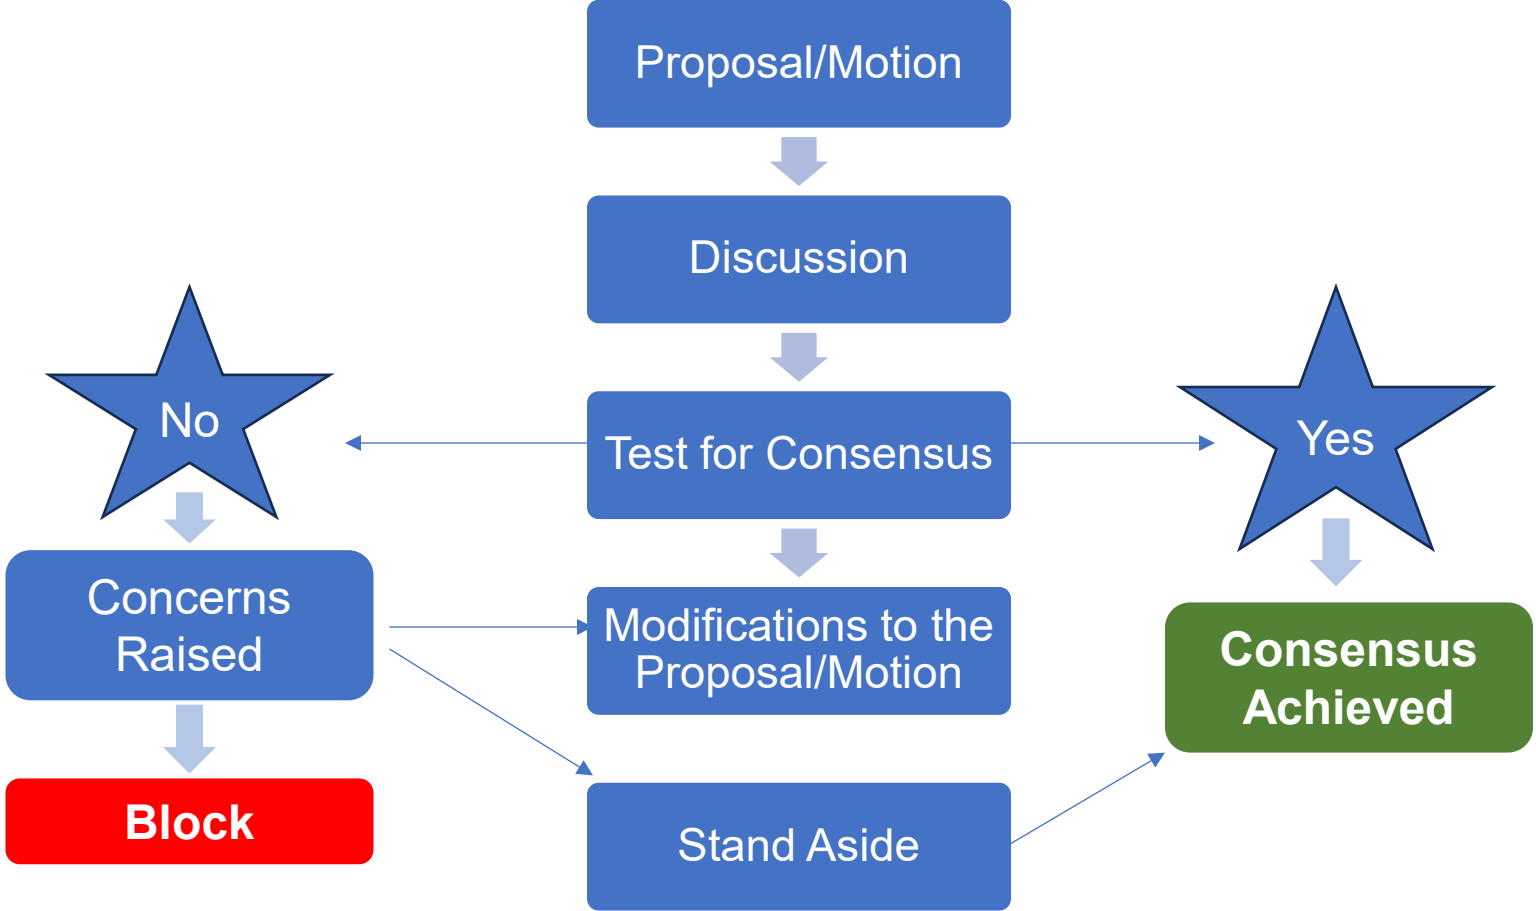 Proposal/Motion
Discussion
No
Test for Consensus
Yes
Concerns
Raised
Modifications to the
Proposal/Motion
Consensus
Achieved
Block
Stand Aside